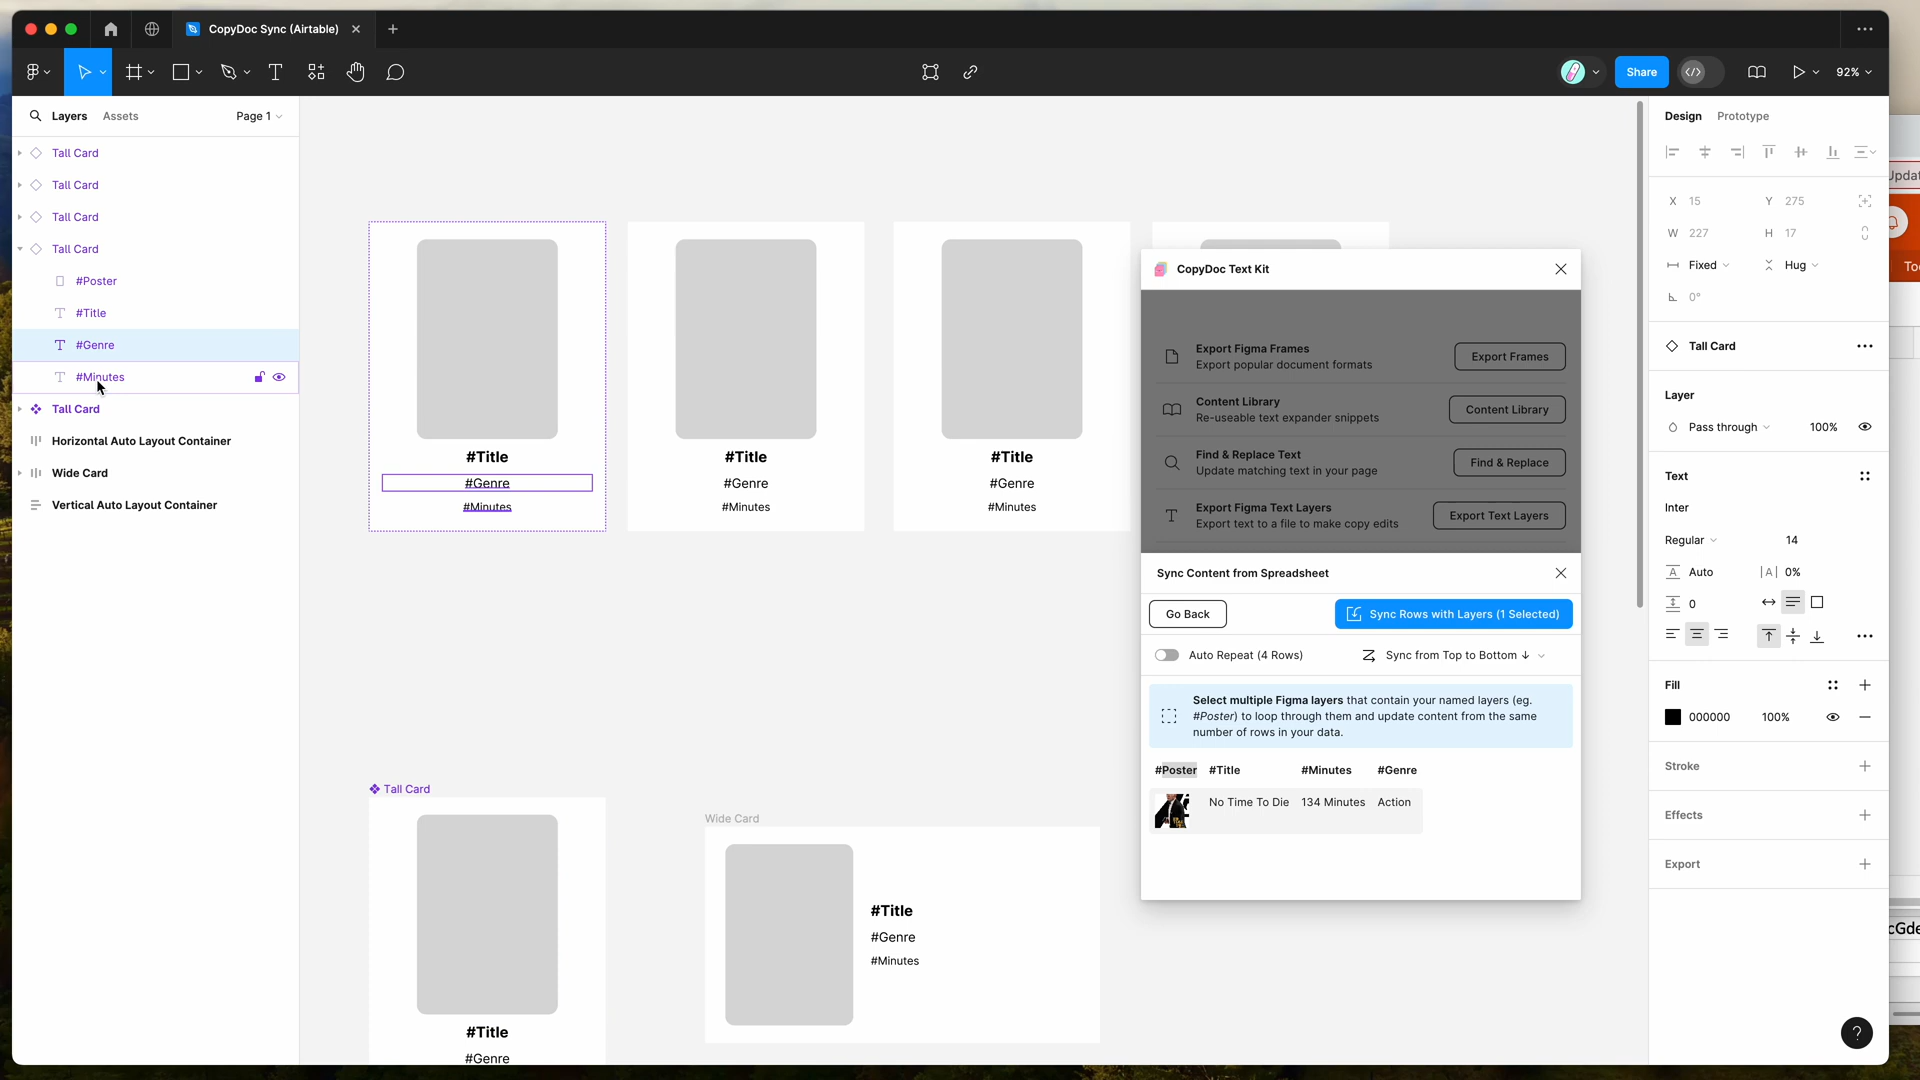 CopyDoc Sync (Airtable)
Share
92%
Layers
Assets
Page 1
Tall Card
Tall Card
Tall Card
Tall Card
#Poster
#Title
#Genre
#Minutes
Tall Card
Horizontal Auto Layout Container
Wide Card
Vertical Auto Layout Container
#Title
#Genre
#Minutes
#Title
#Genre
#Minutes
#Title
#Genre
#Minutes
Tall Card
#Title
#Genre
Wide Card
#Title
#Genre
#Minutes
CopyDoc Text Kit
Export Figma Frames
Export popular document formats
Export Frames
Content Library
Re-useable text expander snippets
Content Library
Find & Replace Text
Update matching text in your page
Find & Replace
Export Figma Text Layers
Export text to a file to make copy edits
Export Text Layers
Sync Content from Spreadsheet
Go Back
Sync Rows with Layers (1 Selected)
Auto Repeat (4 Rows)
Sync from Top to Bottom ↓
Select multiple Figma layers that contain your named layers (eg.
#Poster) to loop through them and update content from the same
number of rows in your data.
#Poster #Title #Minutes #Genre
No Time To Die 134 Minutes Action
Design
Prototype
X 15 Y 275
W 227 H 17
Fixed Hug
0°
Tall Card
Layer
Pass through 100%
Text
Inter
Regular 14
Auto 0%
0
Fill
000000 100%
Stroke
Effects
Export
?